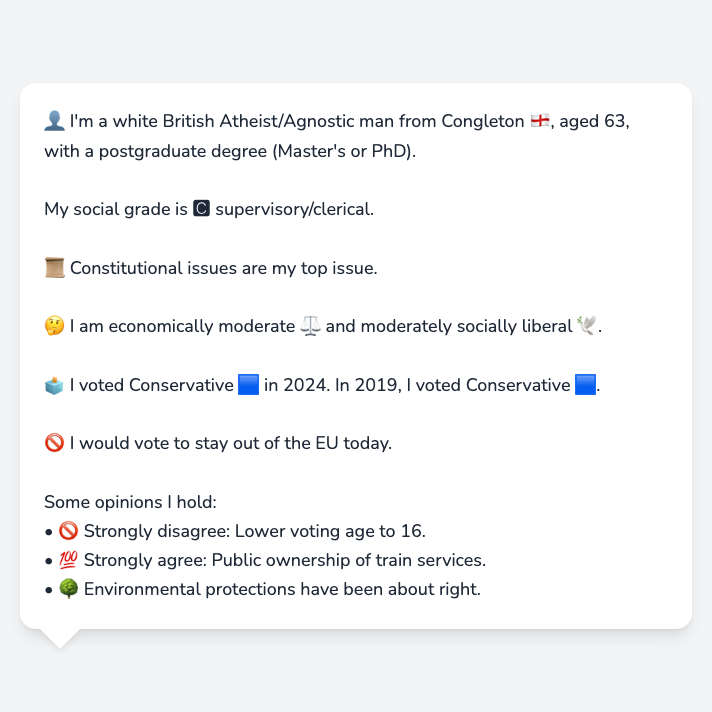 👤 I'm a white British Atheist/Agnostic man from Congleton 🏴󠁧󠁢󠁥󠁮󠁧󠁿, aged 63,
with a postgraduate degree (Master's or PhD).
My social grade is 🅲 supervisory/clerical.
📜 Constitutional issues are my top issue.
🤔 I am economically moderate ⚖️ and moderately socially liberal 🕊️.
🗳️ I voted Conservative 🟦 in 2024. In 2019, I voted Conservative 🟦.
🚫 I would vote to stay out of the EU today.
Some opinions I hold:
• 🚫 Strongly disagree: Lower voting age to 16.
• 💯 Strongly agree: Public ownership of train services.
• 🌳 Environmental protections have been about right.